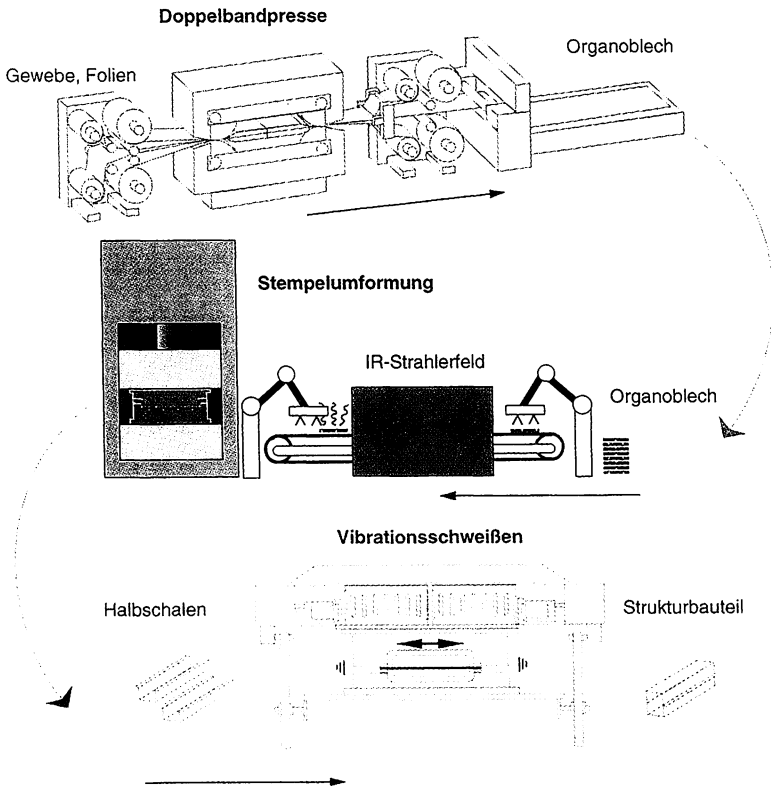 Doppelbandpresse
Gewebe, Folien
Organoblech
Stempelumformung
IR-Strahlerfeld
Organoblech
Vibrationsschweißen
Halbschalen
Strukturbauteil